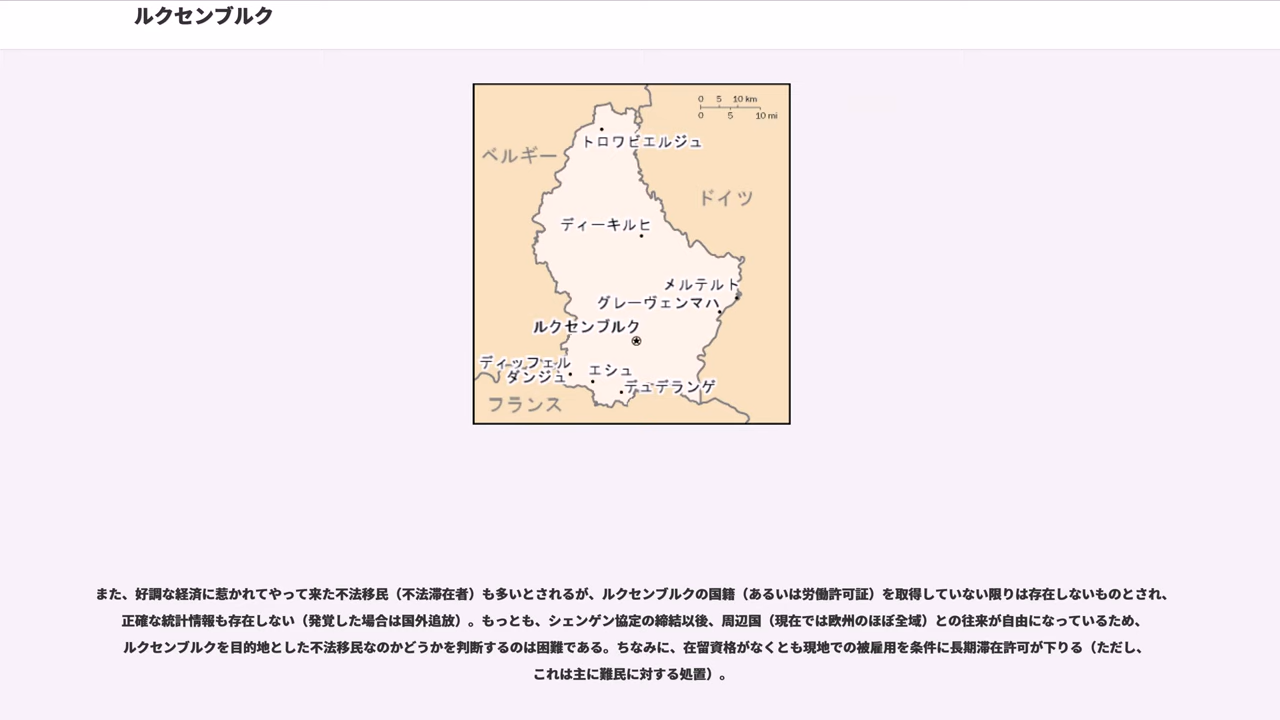 ルクセンブルク
0 5 10 km
0 5 10 mi
トロワビエルジュ
ベルギー
ドイツ
ディーキルヒ
メルテルト
グレーヴェンマハ
ルクセンブルク
ディッフェル
ダンジュ
エシュ
デュデランゲ
フランス
また、好調な経済に惹かれてやって来た不法移民（不法滞在者）も多いとされるが、ルクセンブルクの国籍（あるいは労働許可証）を取得していない限りは存在しないものとされ、
正確な統計情報も存在しない（発覚した場合は国外追放）。もっとも、シェンゲン協定の締結以後、周辺国（現在では欧州のほぼ全域）との往来が自由になっているため、
ルクセンブルクを目的地とした不法移民なのかどうかを判断するのは困難である。ちなみに、在留資格がなくとも現地での被雇用を条件に長期滞在許可が下りる（ただし、
これは主に難民に対する処置）。